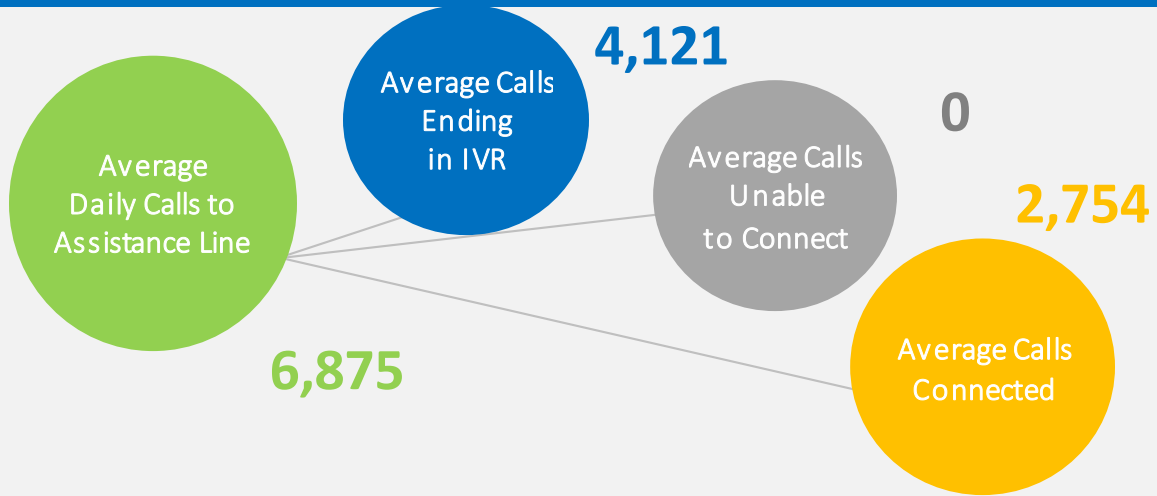 Average
Daily Calls to
Assistance Line
6,875
Average Calls
Ending
in IVR
4,121
Average Calls
Unable
to Connect
0
Average Calls
Connected
2,754